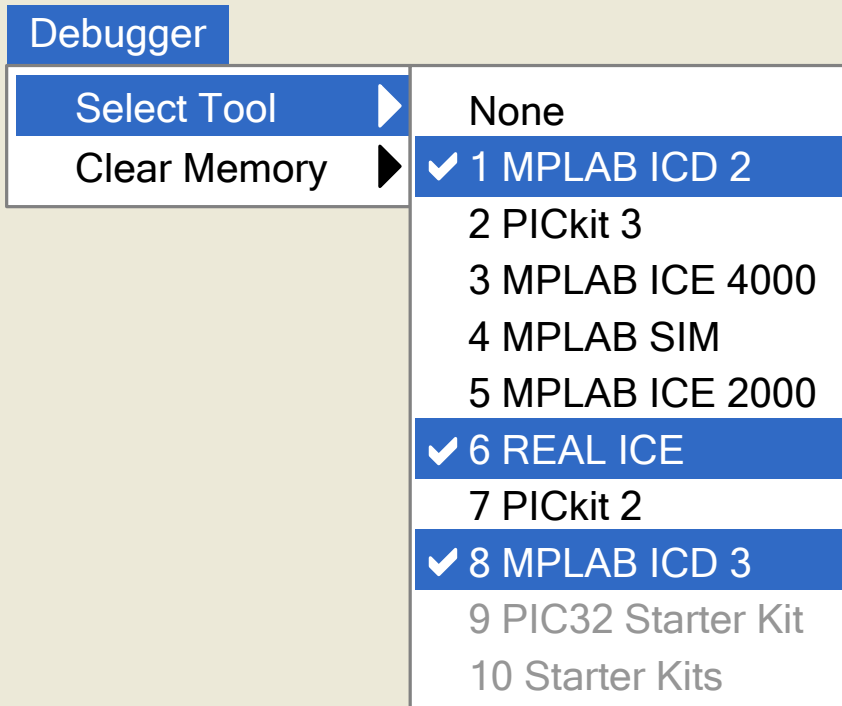 Debugger
Select Tool
Clear Memory
None
1 MPLAB ICD 2
2 PICkit 3
3 MPLAB ICE 4000
4 MPLAB SIM
5 MPLAB ICE 2000
6 REAL ICE
7 PICkit 2
8 MPLAB ICD 3
9 PIC32 Starter Kit
10 Starter Kits